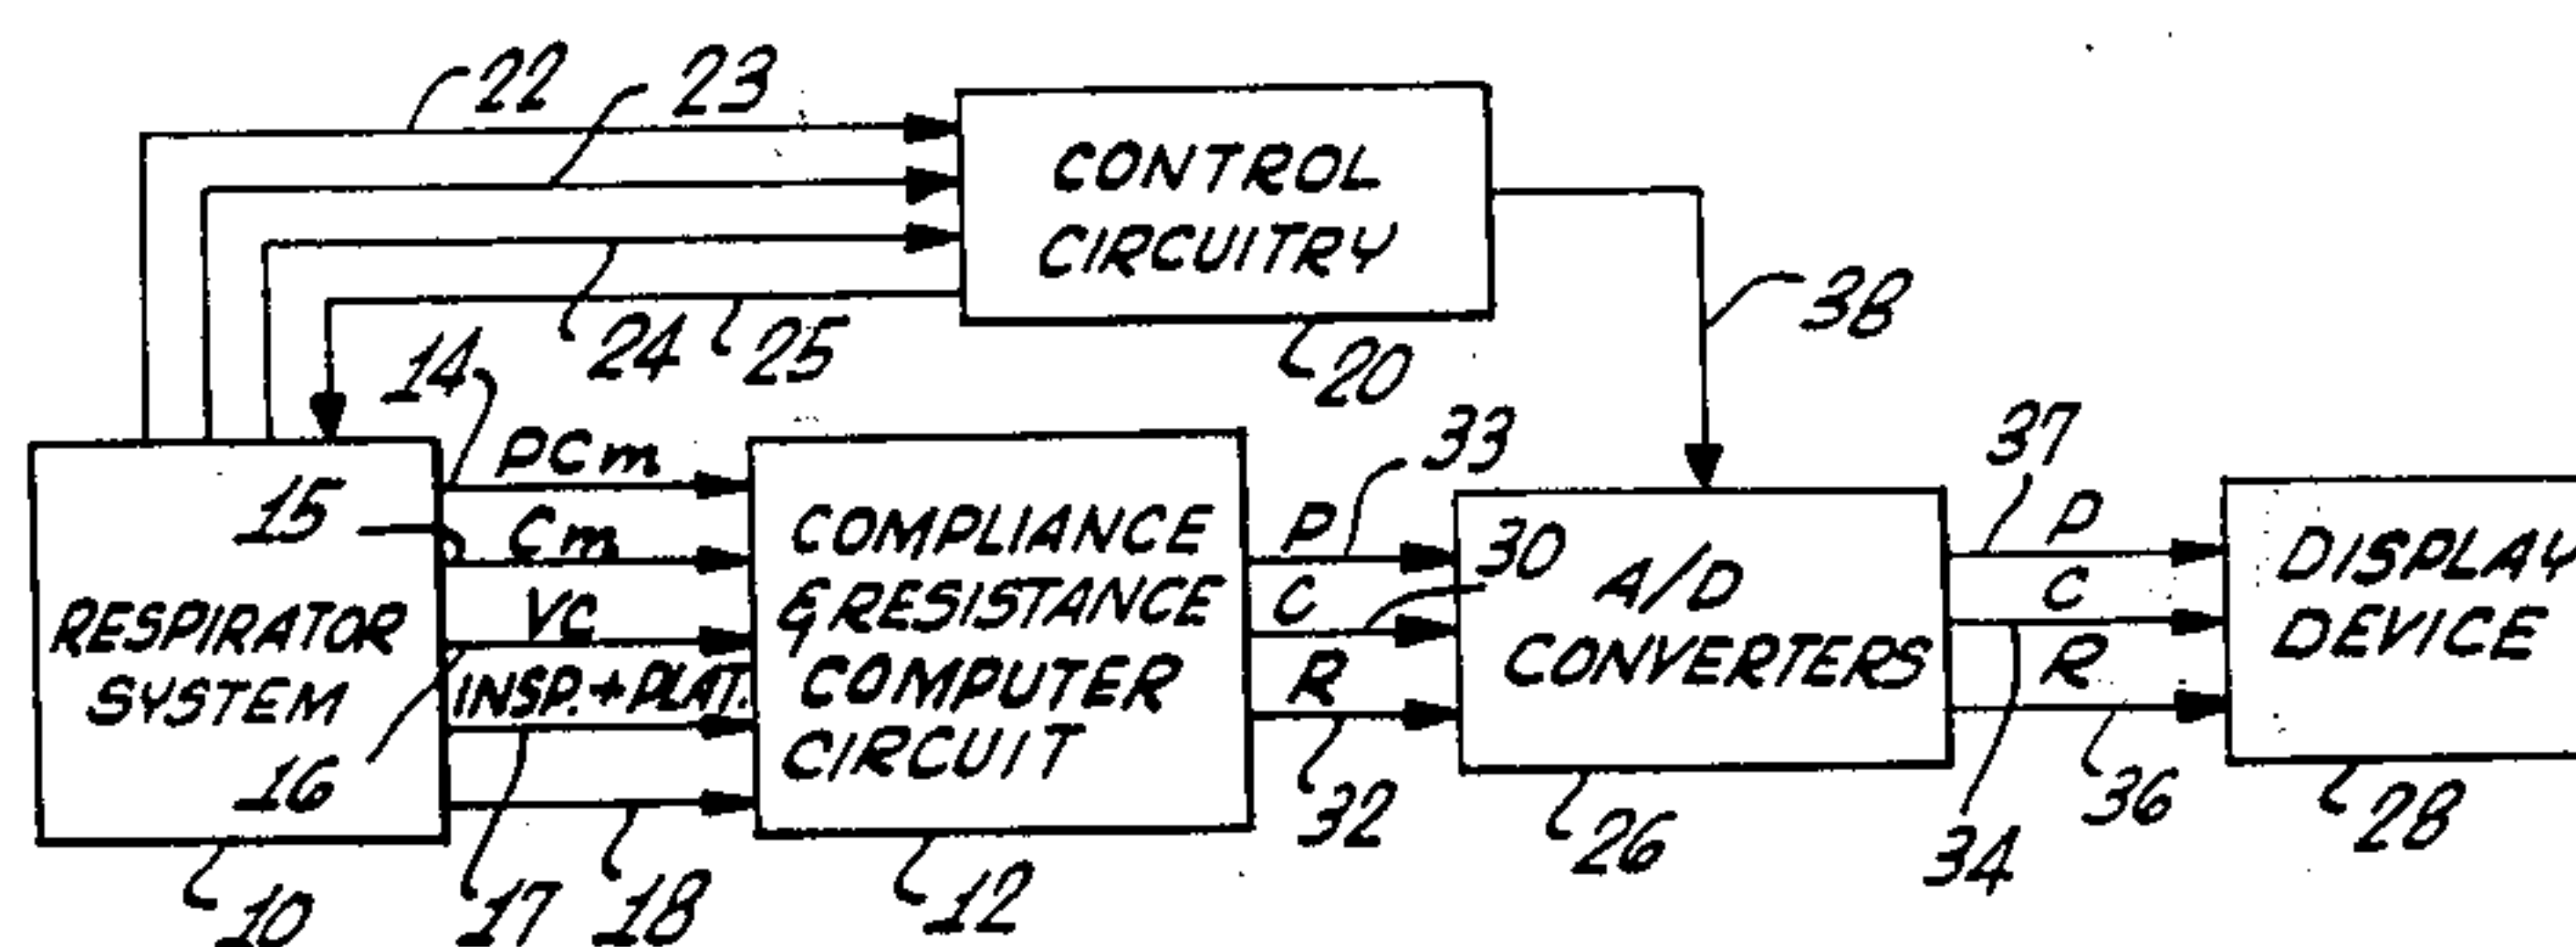 22
23
CONTROL
CIRCUITRY
38
24
25
20
14
PCm
15
Cm
VC
INSP. + PLAT.
16
RESPIRATOR
SYSTEM
10
17
18
COMPLIANCE
& RESISTANCE
COMPUTER
CIRCUIT
12
P
33
C
30
R
32
A/D
CONVERTERS
26
37
P
C
R
34
36
DISPLAY
DEVICE
28